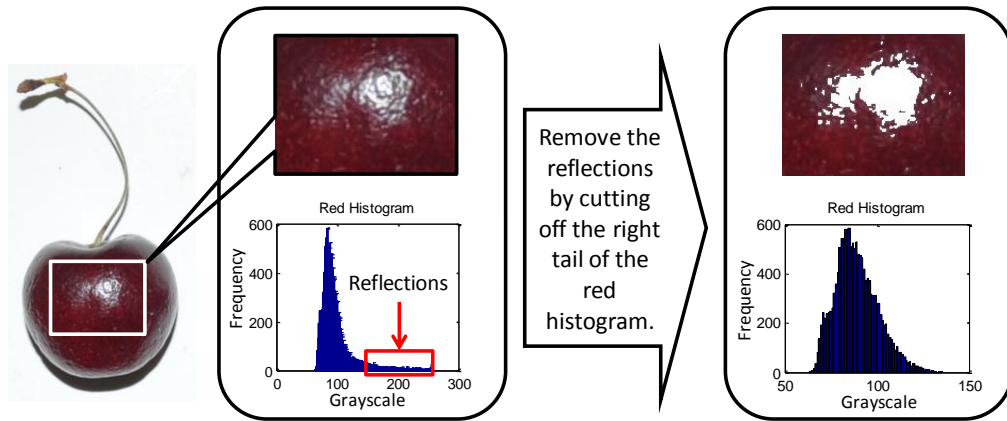 Red Histogram
600
400
200
0
Frequency
Reflections
0 100 200 300
Grayscale
Remove the
reflections
by cutting
off the right
tail of the
red
histogram.
Red Histogram
600
400
200
0
Frequency
50 100 150
Grayscale